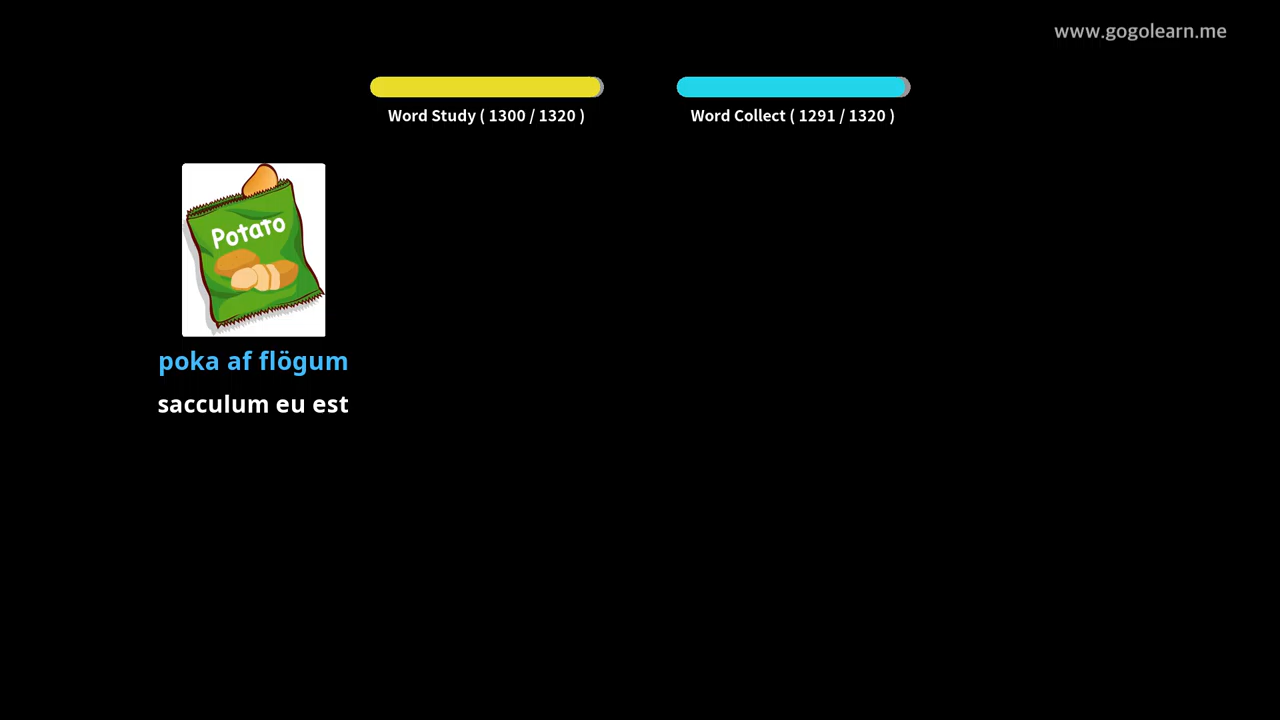 www.gogolearn.me
Word Study ( 1300 / 1320 )
Word Collect ( 1291 / 1320 )
Potato
poka af flögum
sacculum eu est